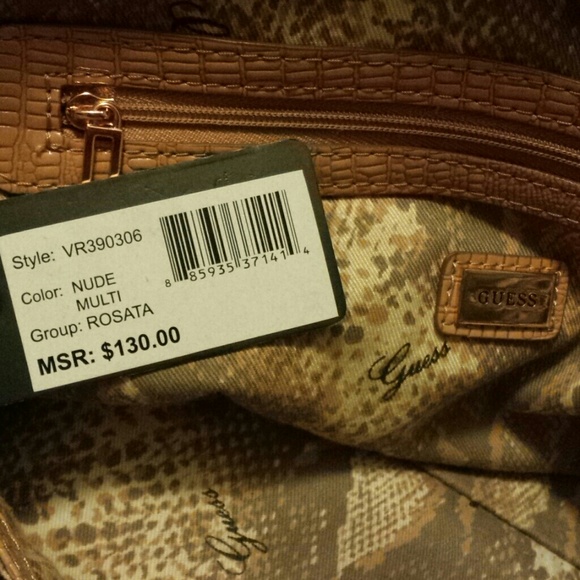 Style: VR390306
Color: NUDE
MULTI
Group: ROSATA
MSR: $130.00
8 85935 37141 4
GUESS
Guess
Guess